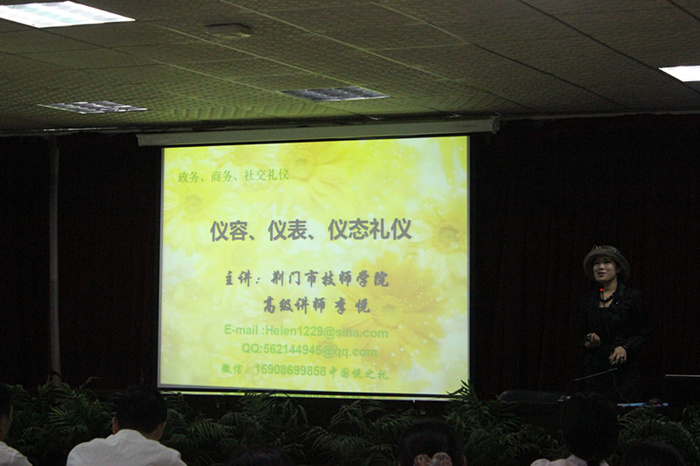 政务、商务、社交礼仪
仪容、仪表、仪态礼仪
主讲：荆门市技师学院
高级讲师 李 悦
E-mail :Helen1229@sina.com
QQ:562144945@qq.com
微信：15908699858 中国悦之礼